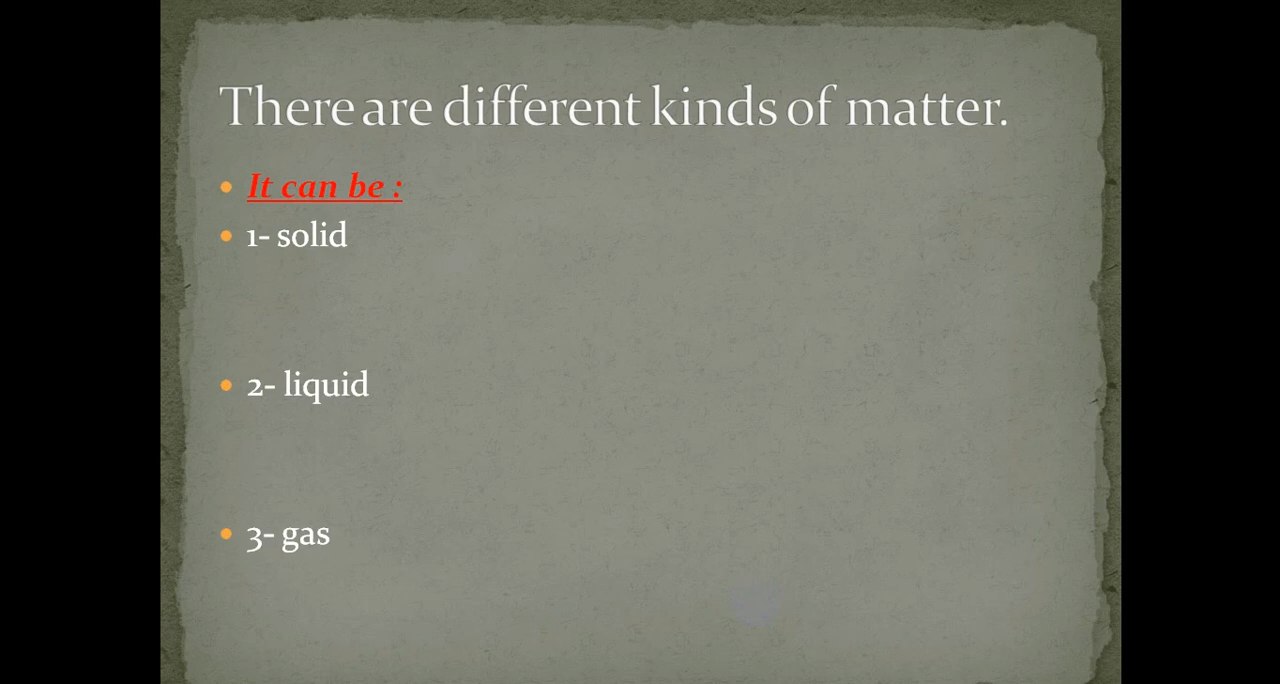 There are different kinds of matter.
It can be :
1- solid
2- liquid
3- gas